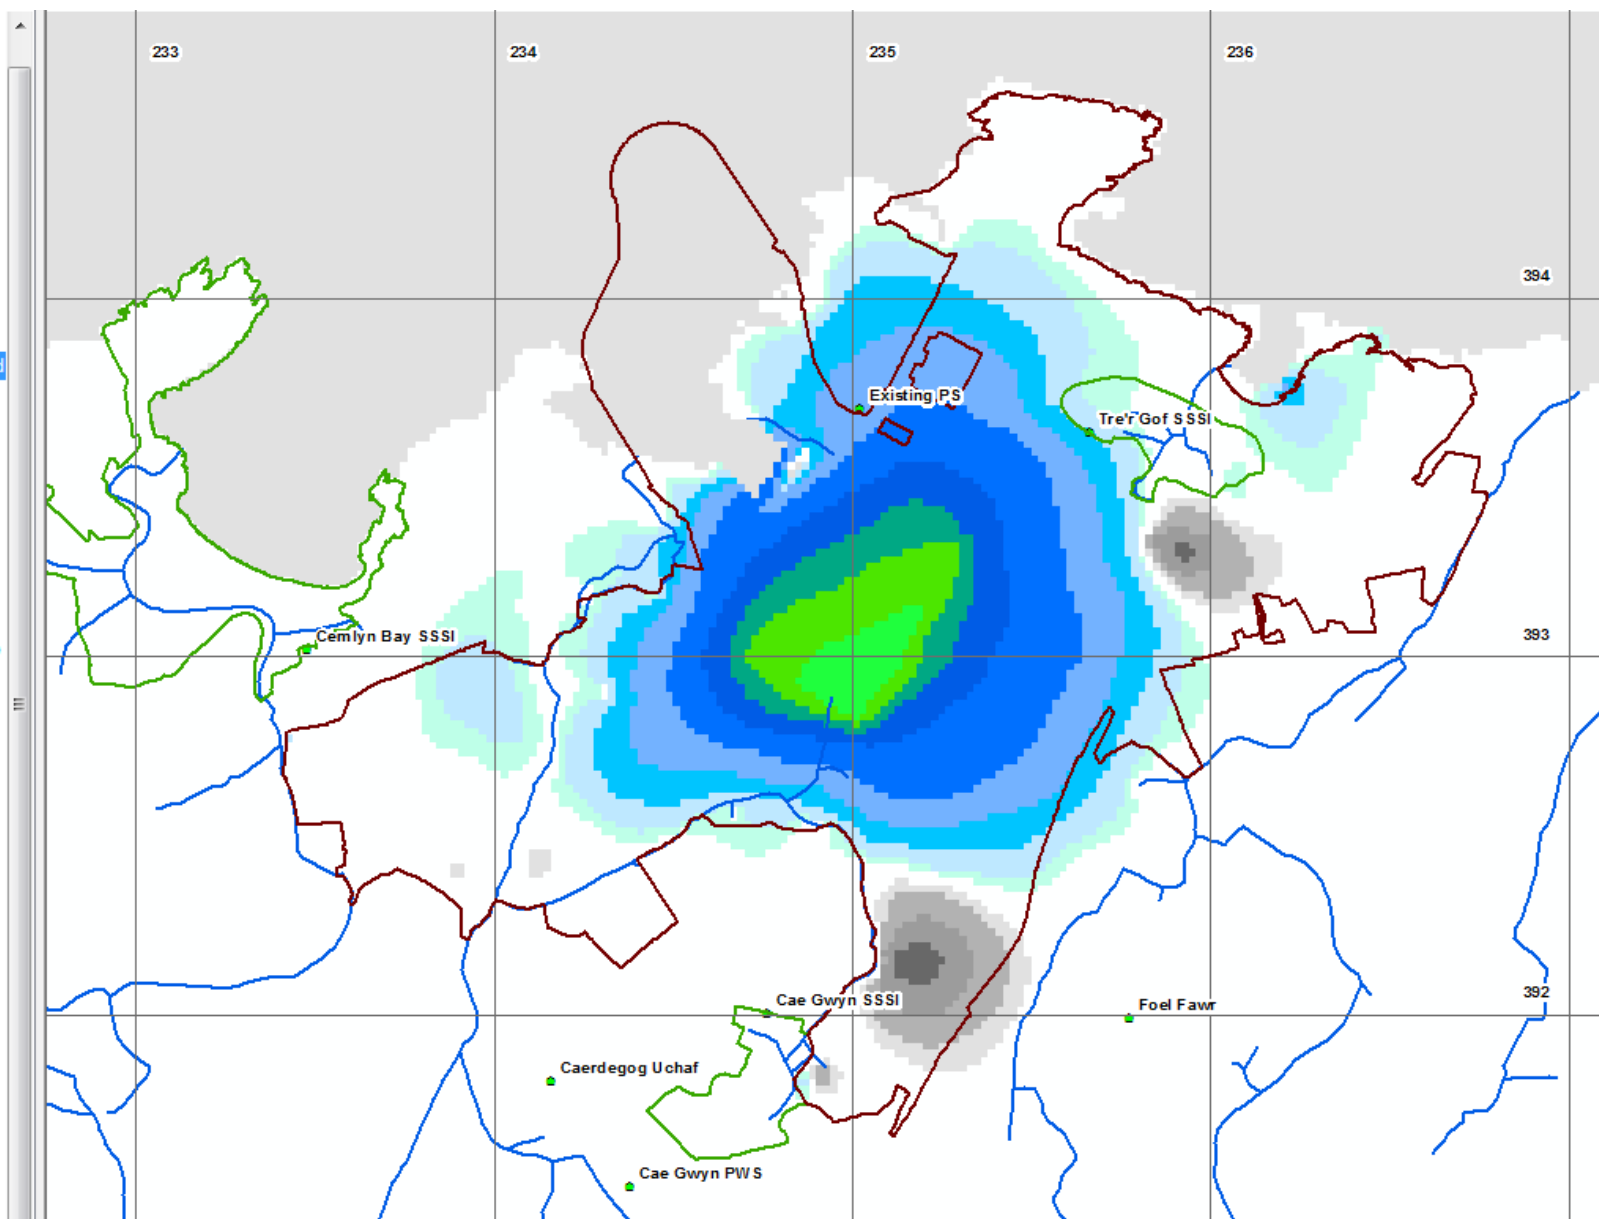 233
234
235
236
394
Existing PS
Tre'r Gof SSSI
Cemlyn Bay SSSI
393
392
Cae Gwyn SSSI
Foel Fawr
Caerdegog Uchaf
Cae Gwyn PWS